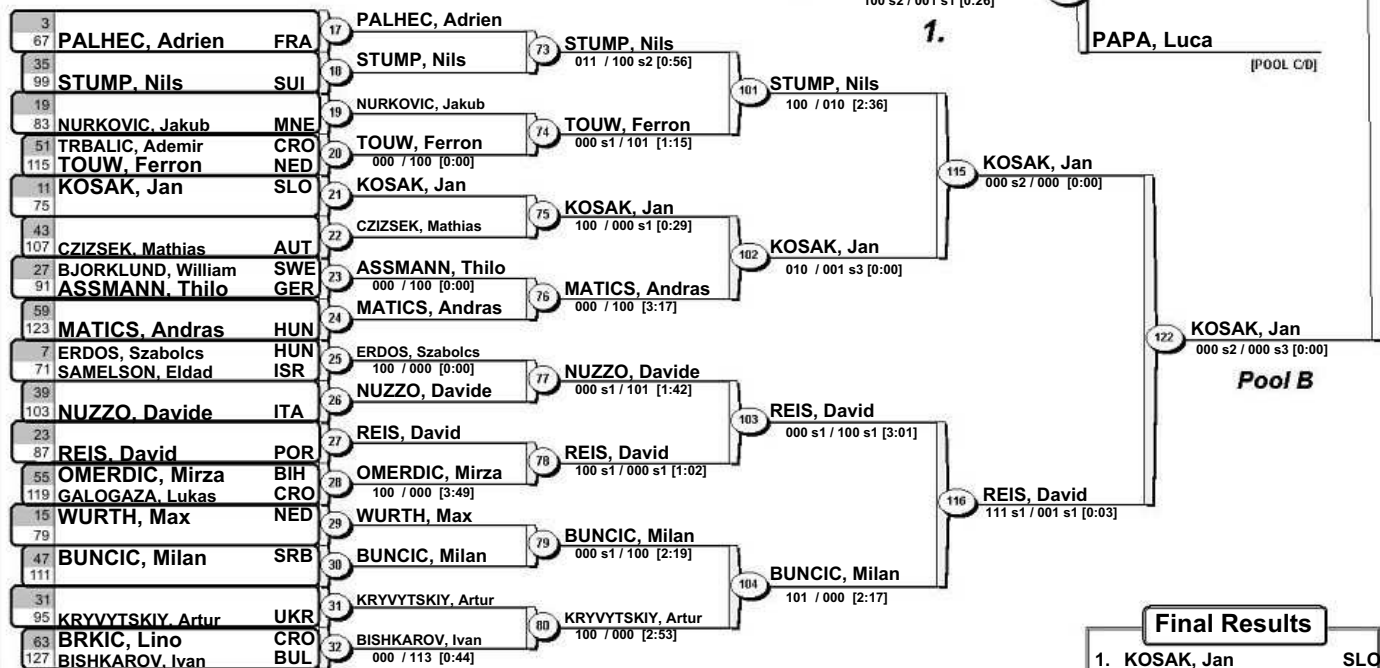 100 s2 / 001 s1 [0:26]
1.
PAPA, Luca
[POOL C/D]
3
67 PALHEC, Adrien FRA
35
99 STUMP, Nils SUI
19
83 NURKOVIC, Jakub MNE
51 TRBALIC, Ademir CRO
115 TOUW, Ferron NED
11 KOSAK, Jan SLO
75
43
107 CZIZSEK, Mathias AUT
27 BJORKLUND, William SWE
91 ASSMANN, Thilo GER
59
123 MATICS, Andras HUN
7 ERDOS, Szabolcs HUN
71 SAMELSON, Eldad ISR
39
103 NUZZO, Davide ITA
23
87 REIS, David POR
55 OMERDIC, Mirza BIH
119 GALOGAZA, Lukas CRO
15 WURTH, Max NED
79
47 BUNCIC, Milan SRB
111
31
95 KRYVYTSKIY, Artur UKR
63 BRKIC, Lino CRO
127 BISHKAROV, Ivan BUL
17 PALHEC, Adrien
18 STUMP, Nils
19 NURKOVIC, Jakub
20 TOUW, Ferron
000 / 100 [0:00]
21 KOSAK, Jan
22 CZIZSEK, Mathias
23 ASSMANN, Thilo
000 / 100 [0:00]
24 MATICS, Andras
25 ERDOS, Szabolcs
100 / 000 [0:00]
26 NUZZO, Davide
27 REIS, David
28 OMERDIC, Mirza
100 / 000 [3:49]
29 WURTH, Max
30 BUNCIC, Milan
31 KRYVYTSKIY, Artur
32 BISHKAROV, Ivan
000 / 113 [0:44]
73 STUMP, Nils
011 / 100 s2 [0:56]
74 TOUW, Ferron
000 s1 / 101 [1:15]
75 KOSAK, Jan
100 / 000 s1 [0:29]
76 MATICS, Andras
000 / 100 [3:17]
77 NUZZO, Davide
000 s1 / 101 [1:42]
78 REIS, David
100 s1 / 000 s1 [1:02]
79 BUNCIC, Milan
000 s1 / 100 [2:19]
80 KRYVYTSKIY, Artur
100 / 000 [2:53]
101 STUMP, Nils
100 / 010 [2:36]
102 KOSAK, Jan
010 / 001 s3 [0:00]
103 REIS, David
000 s1 / 100 s1 [3:01]
104 BUNCIC, Milan
101 / 000 [2:17]
115 KOSAK, Jan
000 s2 / 000 [0:00]
116 REIS, David
111 s1 / 001 s1 [0:03]
122 KOSAK, Jan
000 s2 / 000 s3 [0:00]
Pool B
Final Results
1. KOSAK, Jan SLO